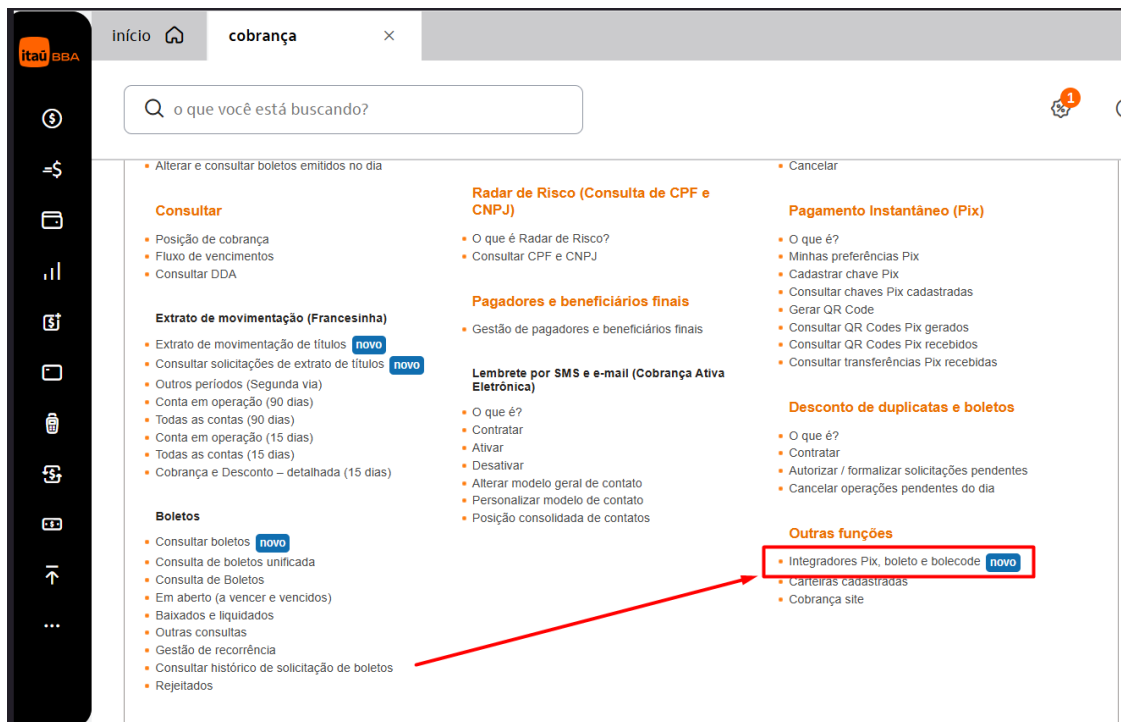 itaú BBA
início
cobrança
o que você está buscando?
1
Alterar e consultar boletos emitidos no dia
Consultar
Posição de cobrança
Fluxo de vencimentos
Consultar DDA
Extrato de movimentação (Francesinha)
Extrato de movimentação de títulos novo
Consultar solicitações de extrato de títulos novo
Outros períodos (Segunda via)
Conta em operação (90 dias)
Todas as contas (90 dias)
Conta em operação (15 dias)
Todas as contas (15 dias)
Cobrança e Desconto – detalhada (15 dias)
Boletos
Consultar boletos novo
Consulta de boletos unificada
Consulta de Boletos
Em aberto (a vencer e vencidos)
Baixados e liquidados
Outras consultas
Gestão de recorrência
Consultar histórico de solicitação de boletos
Rejeitados
Radar de Risco (Consulta de CPF e
CNPJ)
O que é Radar de Risco?
Consultar CPF e CNPJ
Pagadores e beneficiários finais
Gestão de pagadores e beneficiários finais
Lembrete por SMS e e-mail (Cobrança Ativa
Eletrônica)
O que é?
Contratar
Ativar
Desativar
Alterar modelo geral de contato
Personalizar modelo de contato
Posição consolidada de contatos
Cancelar
Pagamento Instantâneo (Pix)
O que é?
Minhas preferências Pix
Cadastrar chave Pix
Consultar chaves Pix cadastradas
Gerar QR Code
Consultar QR Codes Pix gerados
Consultar QR Codes Pix recebidos
Consultar transferências Pix recebidas
Desconto de duplicatas e boletos
O que é?
Contratar
Autorizar / formalizar solicitações pendentes
Cancelar operações pendentes do dia
Outras funções
Integradores Pix, boleto e bolecode novo
Carteiras cadastradas
Cobrança site